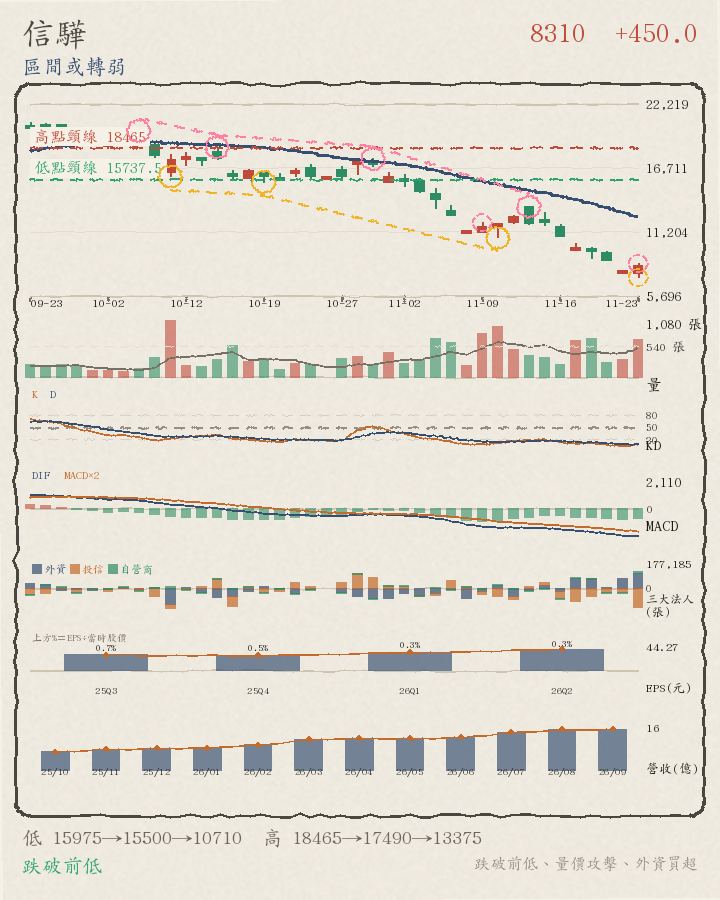 信驊 8310 +450.0
區間或轉弱
22,219
高點頸線 18465
低點頸線 15737.5
16,711
11,204
5,696
09-23 10-02 10-12 10-19 10-27 11-02 11-09 11-16 11-23
1,080 張
540 張
量
K D
80
50
20
KD
DIF MACD×2
2,110
0
MACD
外資 投信 自營商
177,185
0
三大法人
(張)
上方%=EPS÷當時股價
0.7% 0.5% 0.3% 0.3%
44.27
25Q3 25Q4 26Q1 26Q2
EPS(元)
16
25/10 25/11 25/12 26/01 26/02 26/03 26/04 26/05 26/06 26/07 26/08 26/09
營收(億)
低 15975→15500→10710 高 18465→17490→13375
跌破前低
跌破前低、量價攻擊、外資買超